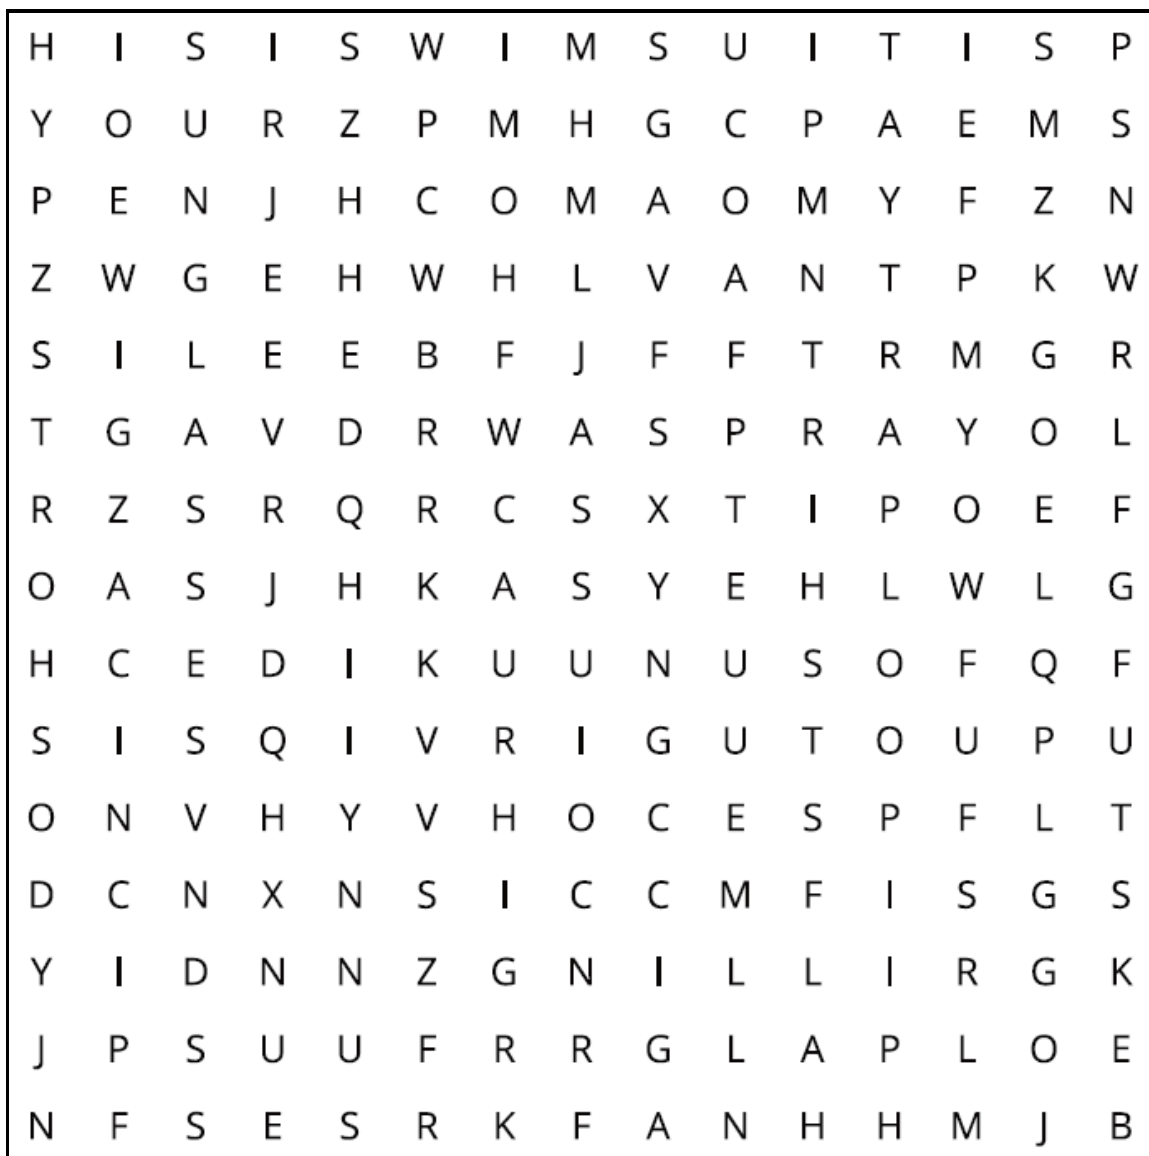 H I S I S W I M S U I T I S P
Y O U R Z P M H G C P A E M S
P E N J H C O M A O M Y F Z N
Z W G E H W H L V A N T P K W
S I L E E B F J F F T R M G R
T G A V D R W A S P R A Y O L
R Z S R Q R C S X T I P O E F
O A S J H K A S Y E H L W L G
H C E D I K U U N U S O F Q F
S I S Q I V R I G U T O U P U
O N V H Y V H O C E S P F L T
D C N X N S I C C M F I S G S
Y I D N N Z G N I L L I R G K
J P S U U F R R G L A P L O E
N F S E S R K F A N H H M J B